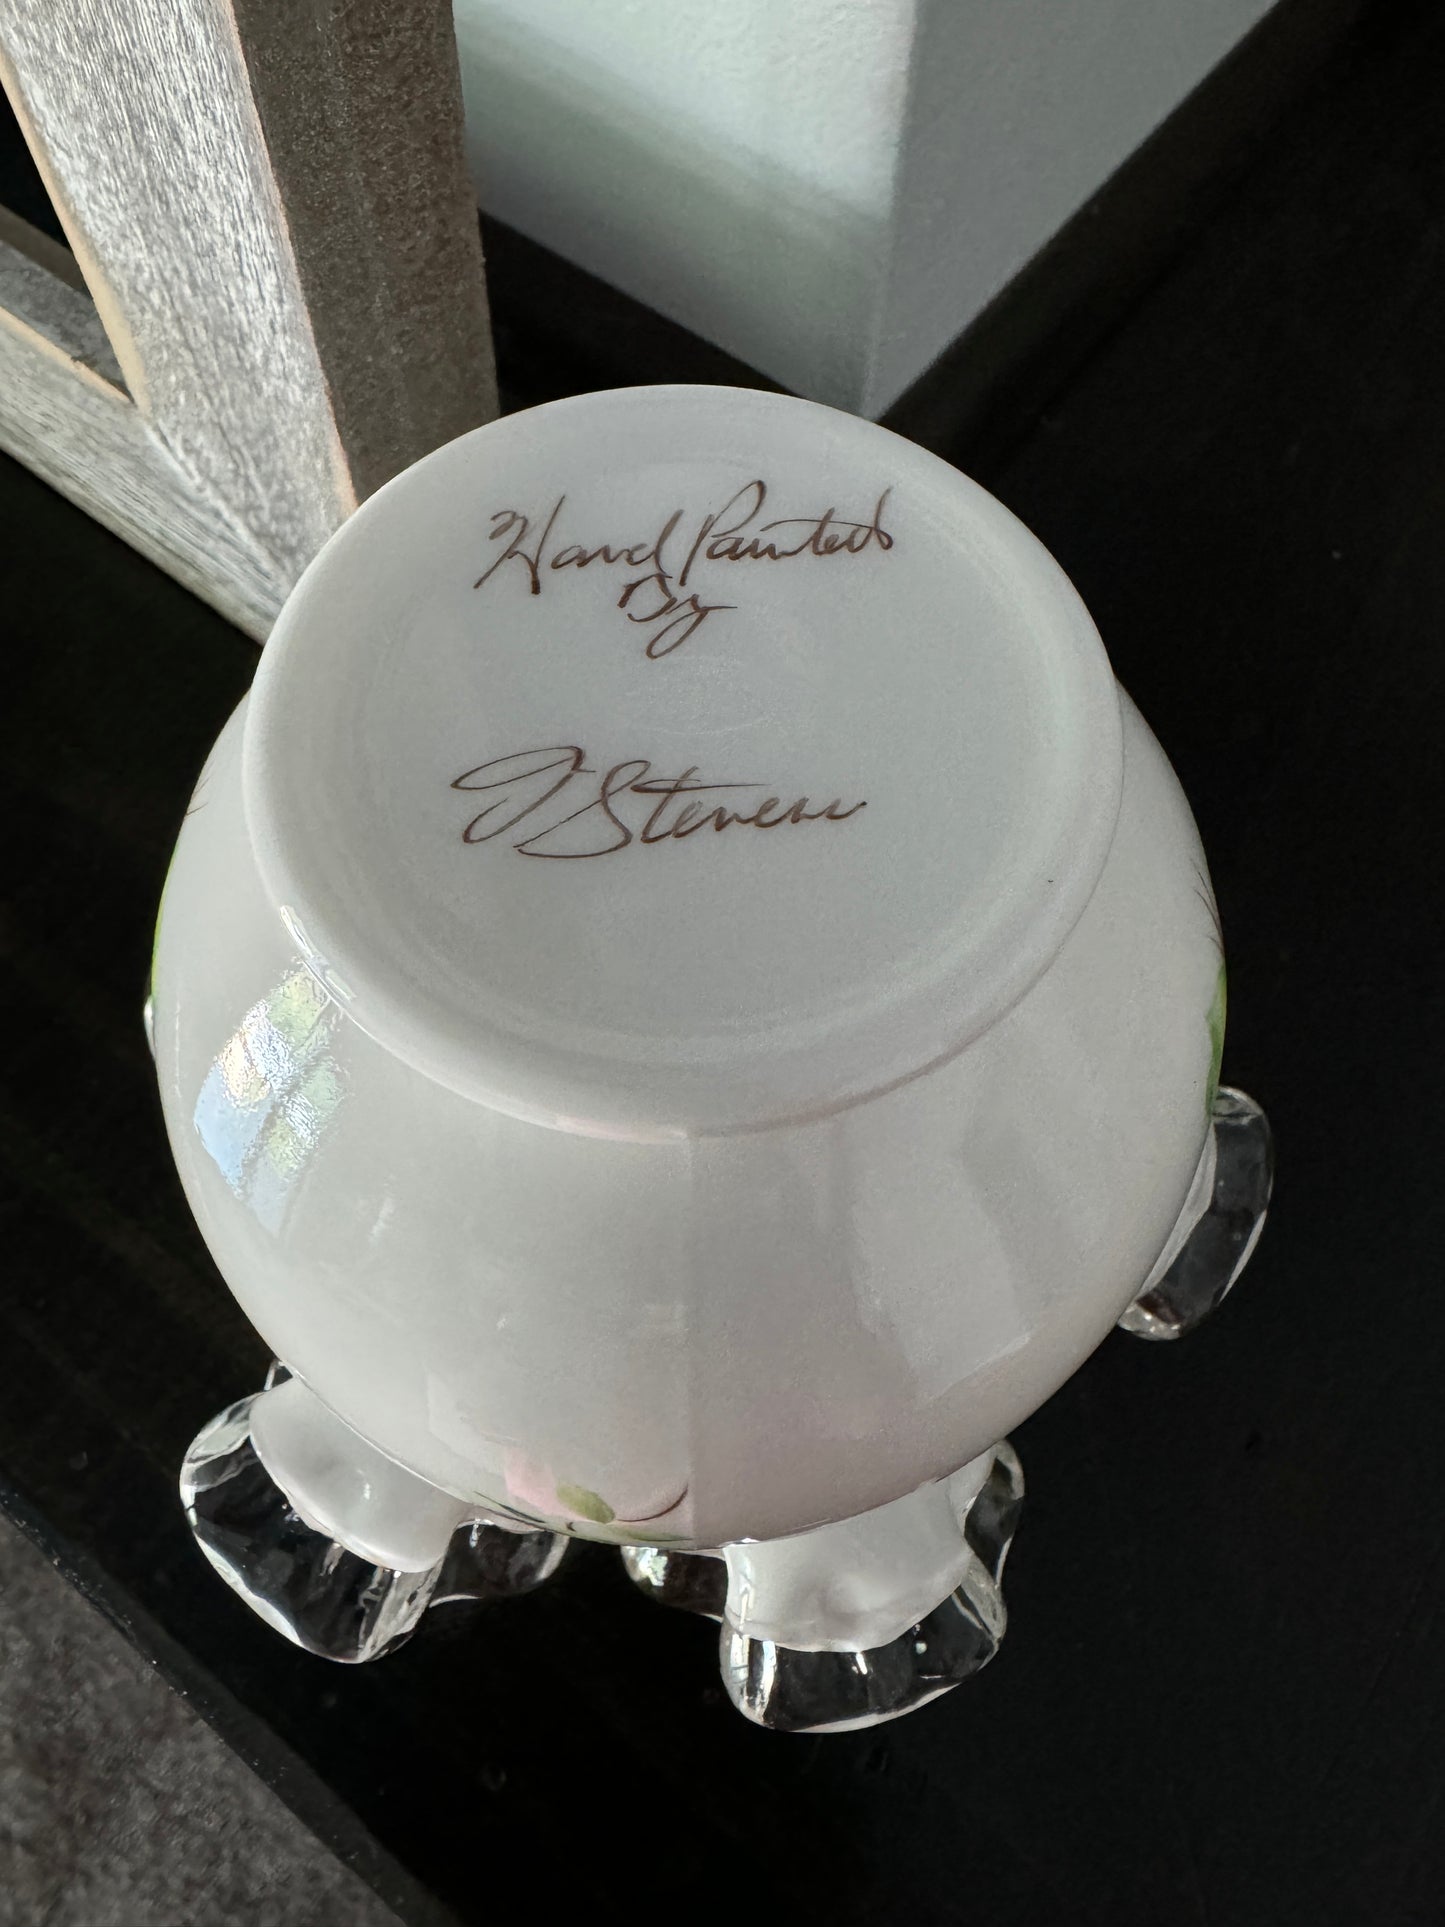 Hand Painted
By
T Stevens